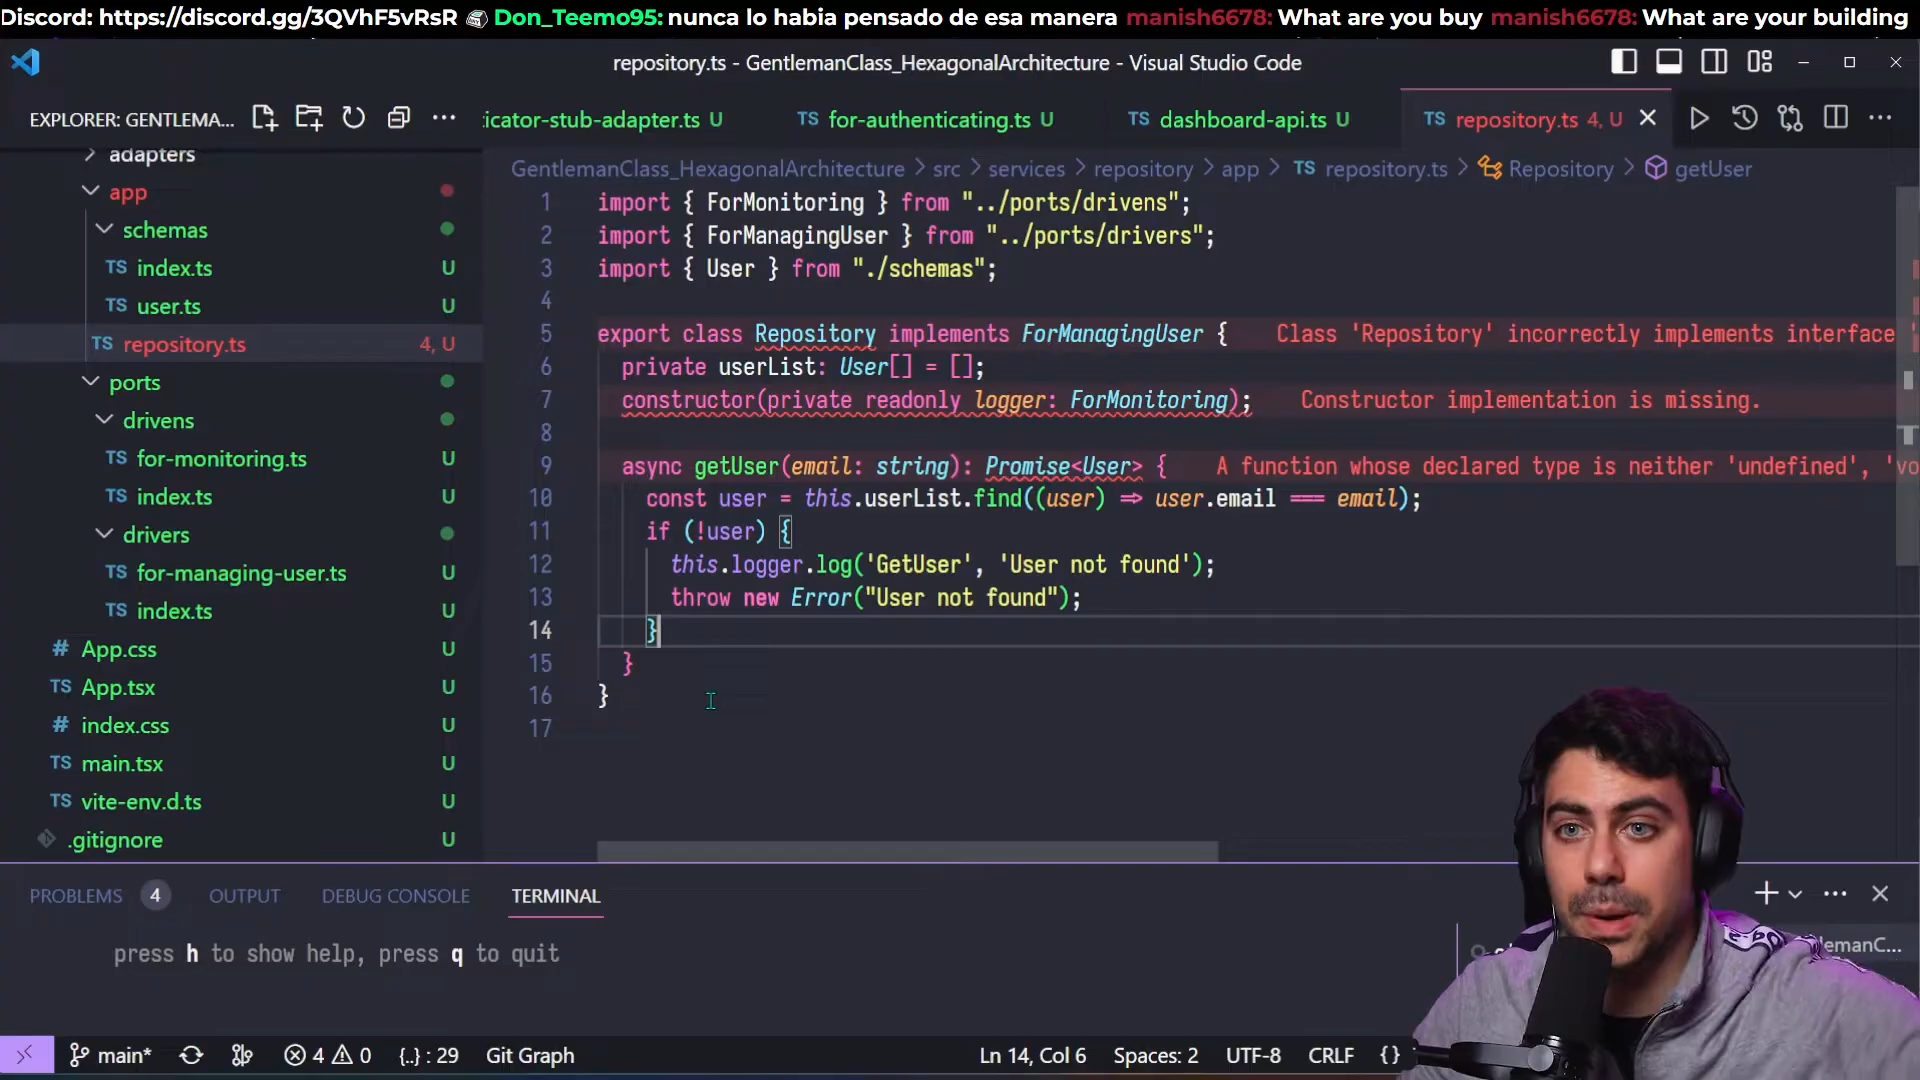 Discord: https://discord.gg/3QVhF5vRsR Don_Teemo95: nunca lo habia pensado de esa manera manish6678: What are you buy manish6678: What are your building
repository.ts - GentlemanClass_HexagonalArchitecture - Visual Studio Code
EXPLORER: GENTLEMA...
icator-stub-adapter.ts U
TS for-authenticating.ts U
TS dashboard-api.ts U
TS repository.ts 4, U
GentlemanClass_HexagonalArchitecture > src > services > repository > app > TS repository.ts > Repository > getUser
adapters
app
schemas
TS index.ts U
TS user.ts U
TS repository.ts 4, U
ports
drivens
TS for-monitoring.ts U
TS index.ts U
drivers
TS for-managing-user.ts U
TS index.ts U
# App.css U
TS App.tsx U
# index.css U
TS main.tsx U
TS vite-env.d.ts U
.gitignore U
1 import { ForMonitoring } from "../ports/drivens";
2 import { ForManagingUser } from "../ports/drivers";
3 import { User } from "./schemas";
4
5 export class Repository implements ForManagingUser { Class 'Repository' incorrectly implements interface
6 private userList: User[] = [];
7 constructor(private readonly logger: ForMonitoring); Constructor implementation is missing.
8
9 async getUser(email: string): Promise<User> { A function whose declared type is neither 'undefined', 'vo
10 const user = this.userList.find((user) => user.email === email);
11 if (!user) {
12 this.logger.log('GetUser', 'User not found');
13 throw new Error("User not found");
14 }
15 }
16 }
17
PROBLEMS 4 OUTPUT DEBUG CONSOLE TERMINAL
press h to show help, press q to quit
lemanC...
main* 4 0 {..} : 29 Git Graph
Ln 14, Col 6 Spaces: 2 UTF-8 CRLF {}